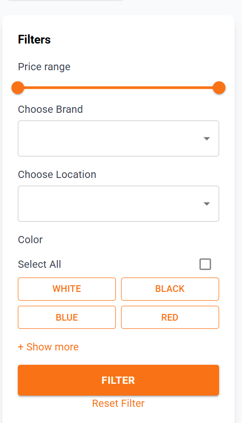 Filters
Price range
Choose Brand
Choose Location
Color
Select All
WHITE BLACK
BLUE RED
+ Show more
FILTER
Reset Filter